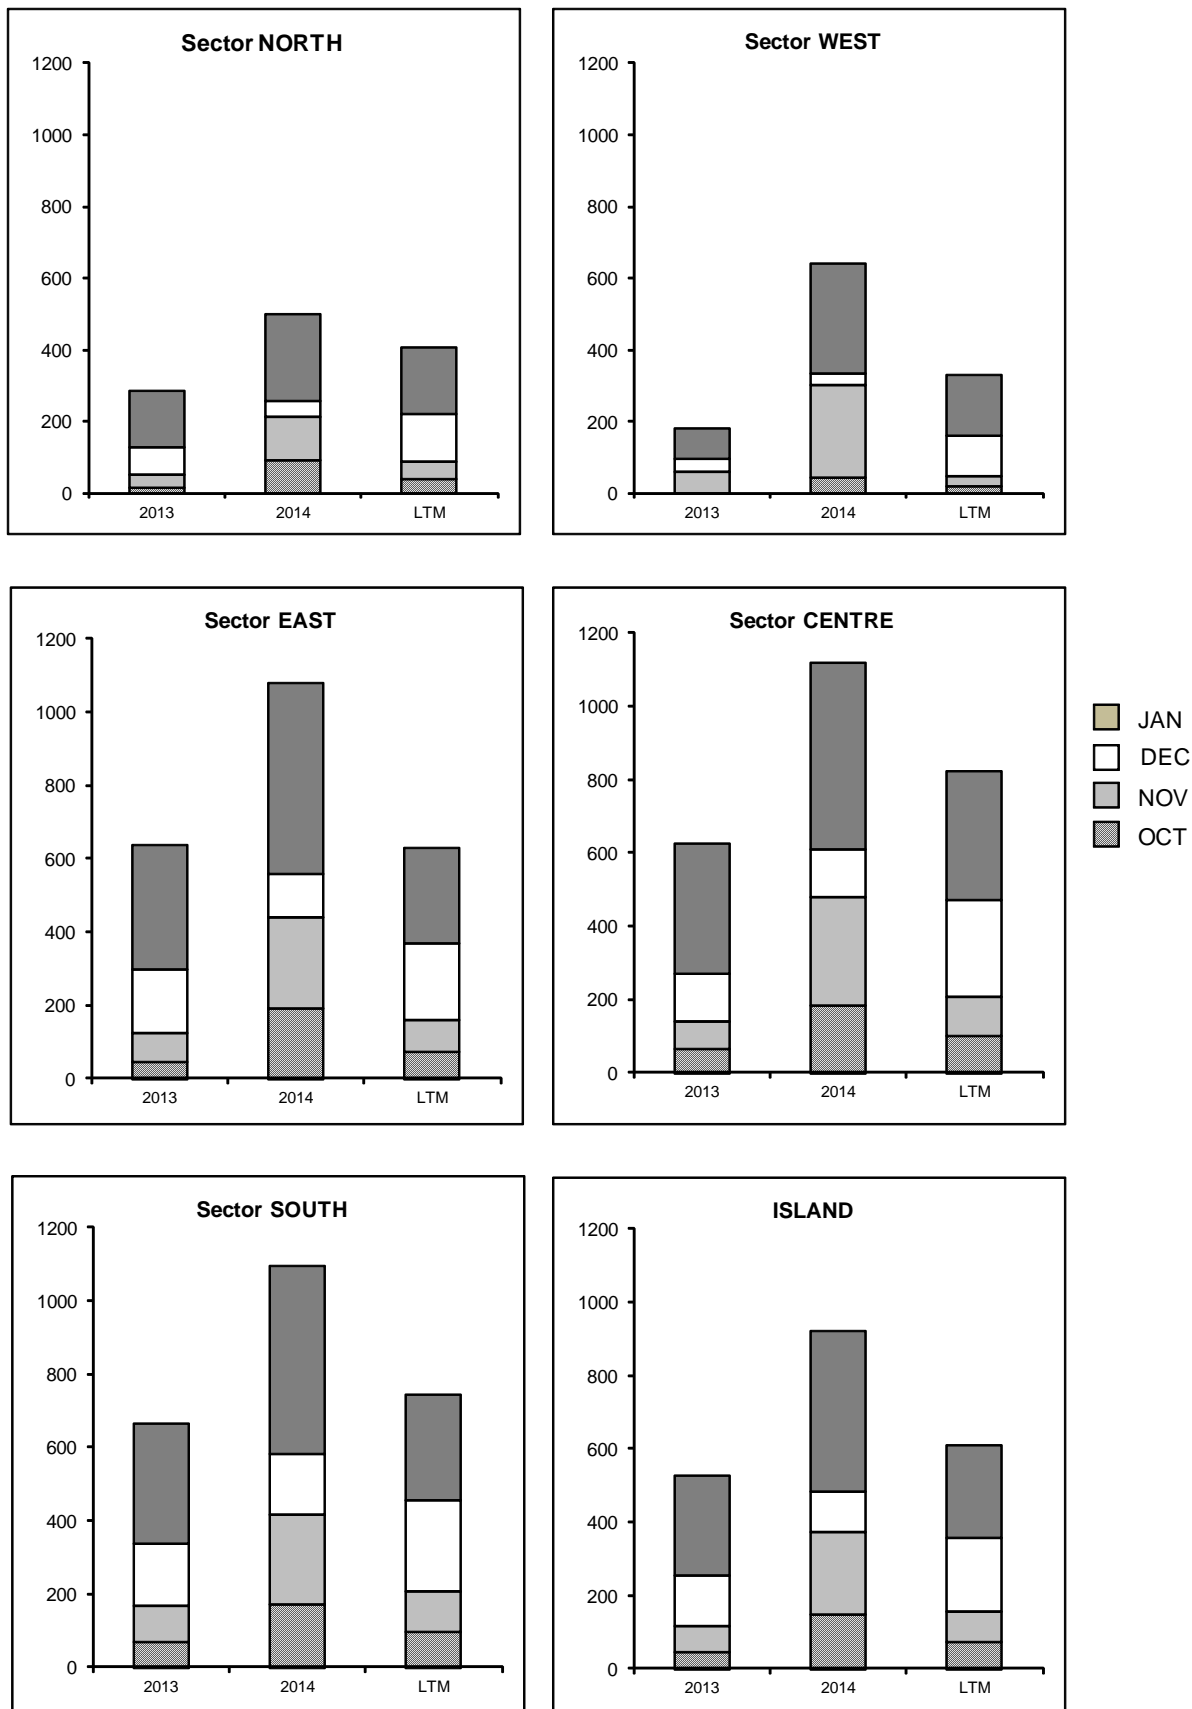 Sector NORTH
1200
1000
800
600
400
200
0
2013 2014 LTM
Sector WEST
1200
1000
800
600
400
200
0
2013 2014 LTM
Sector EAST
1200
1000
800
600
400
200
0
2013 2014 LTM
Sector CENTRE
1200
1000
800
600
400
200
0
2013 2014 LTM
JAN
DEC
NOV
OCT
Sector SOUTH
1200
1000
800
600
400
200
0
2013 2014 LTM
ISLAND
1200
1000
800
600
400
200
0
2013 2014 LTM